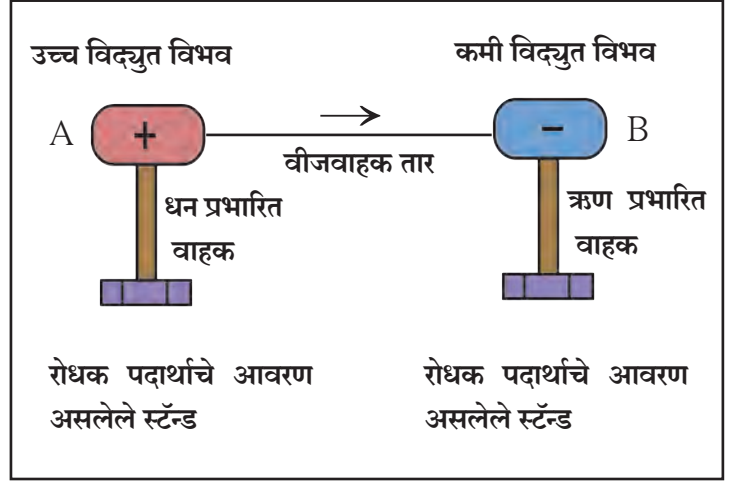 उच्च विद्युत विभव
कमी विद्युत विभव
A
+
−
B
वीजवाहक तार
धन प्रभारित
वाहक
ऋण प्रभारित
वाहक
रोधक पदार्थाचे आवरण
असलेले स्टॅन्ड
रोधक पदार्थाचे आवरण
असलेले स्टॅन्ड